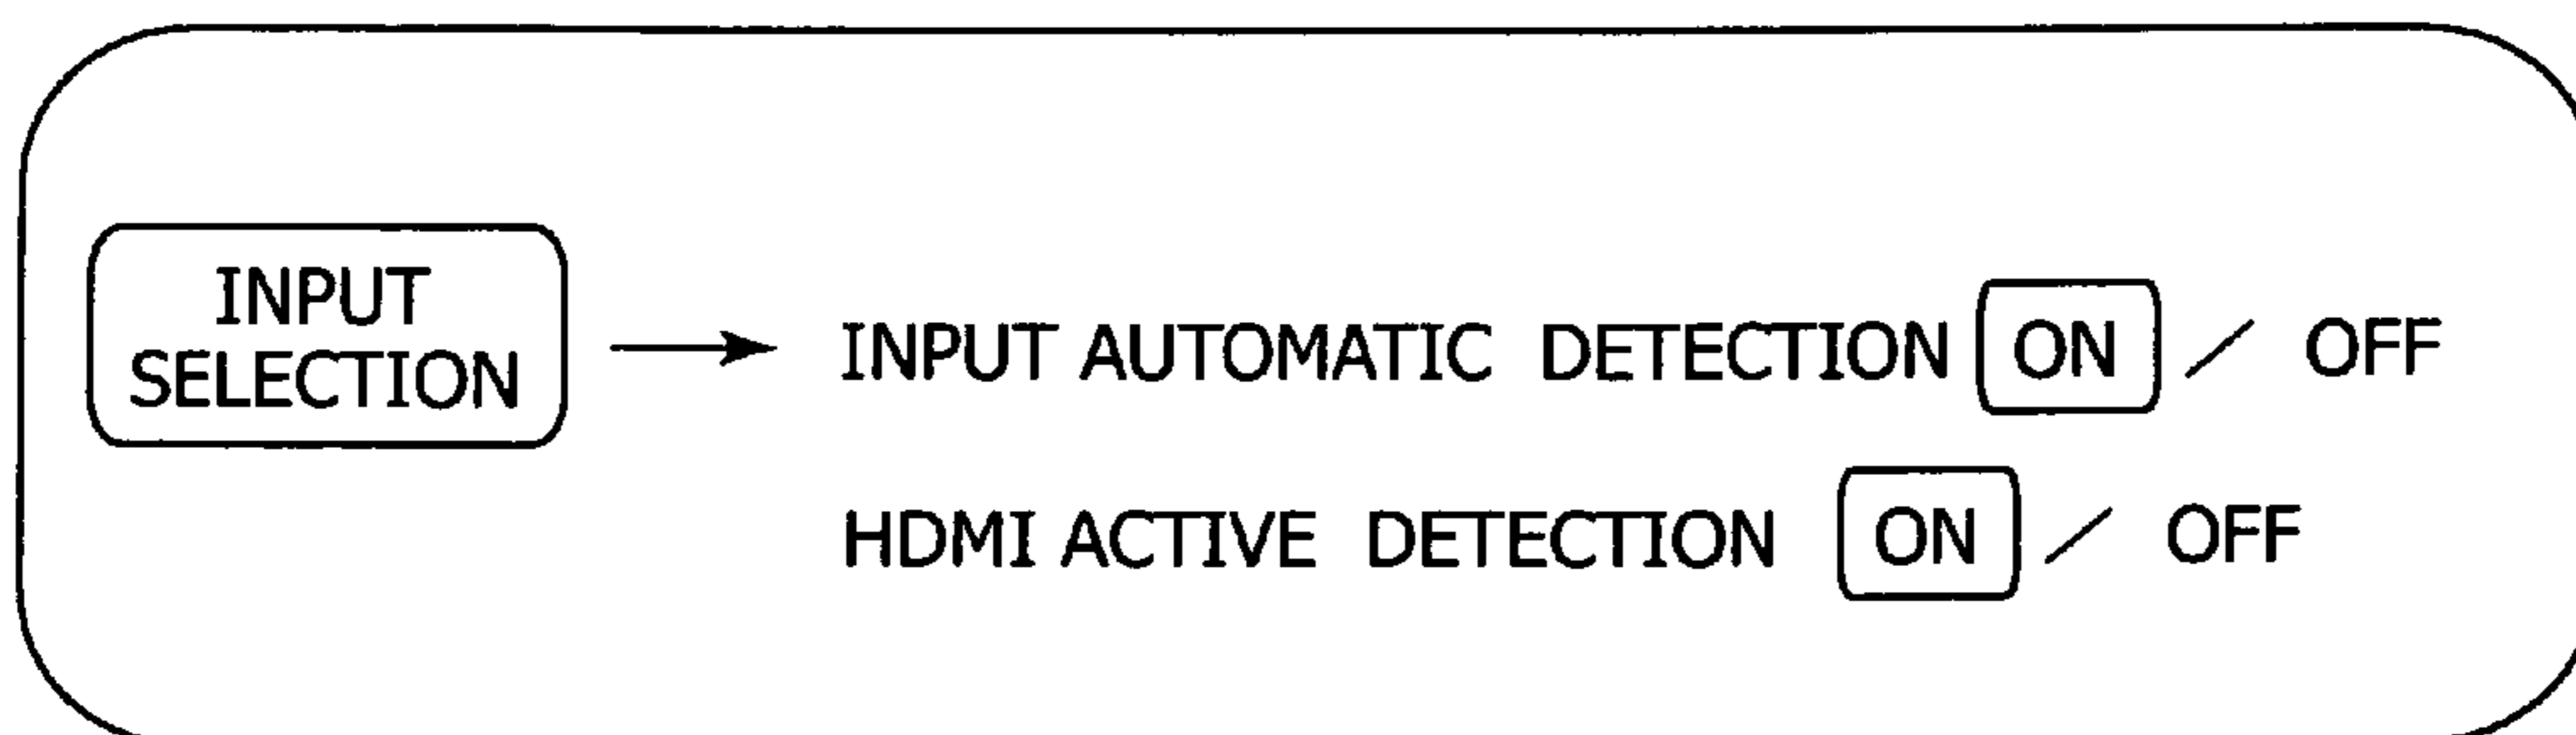 INPUT
SELECTION
INPUT AUTOMATIC DETECTION ON / OFF
HDMI ACTIVE DETECTION ON / OFF